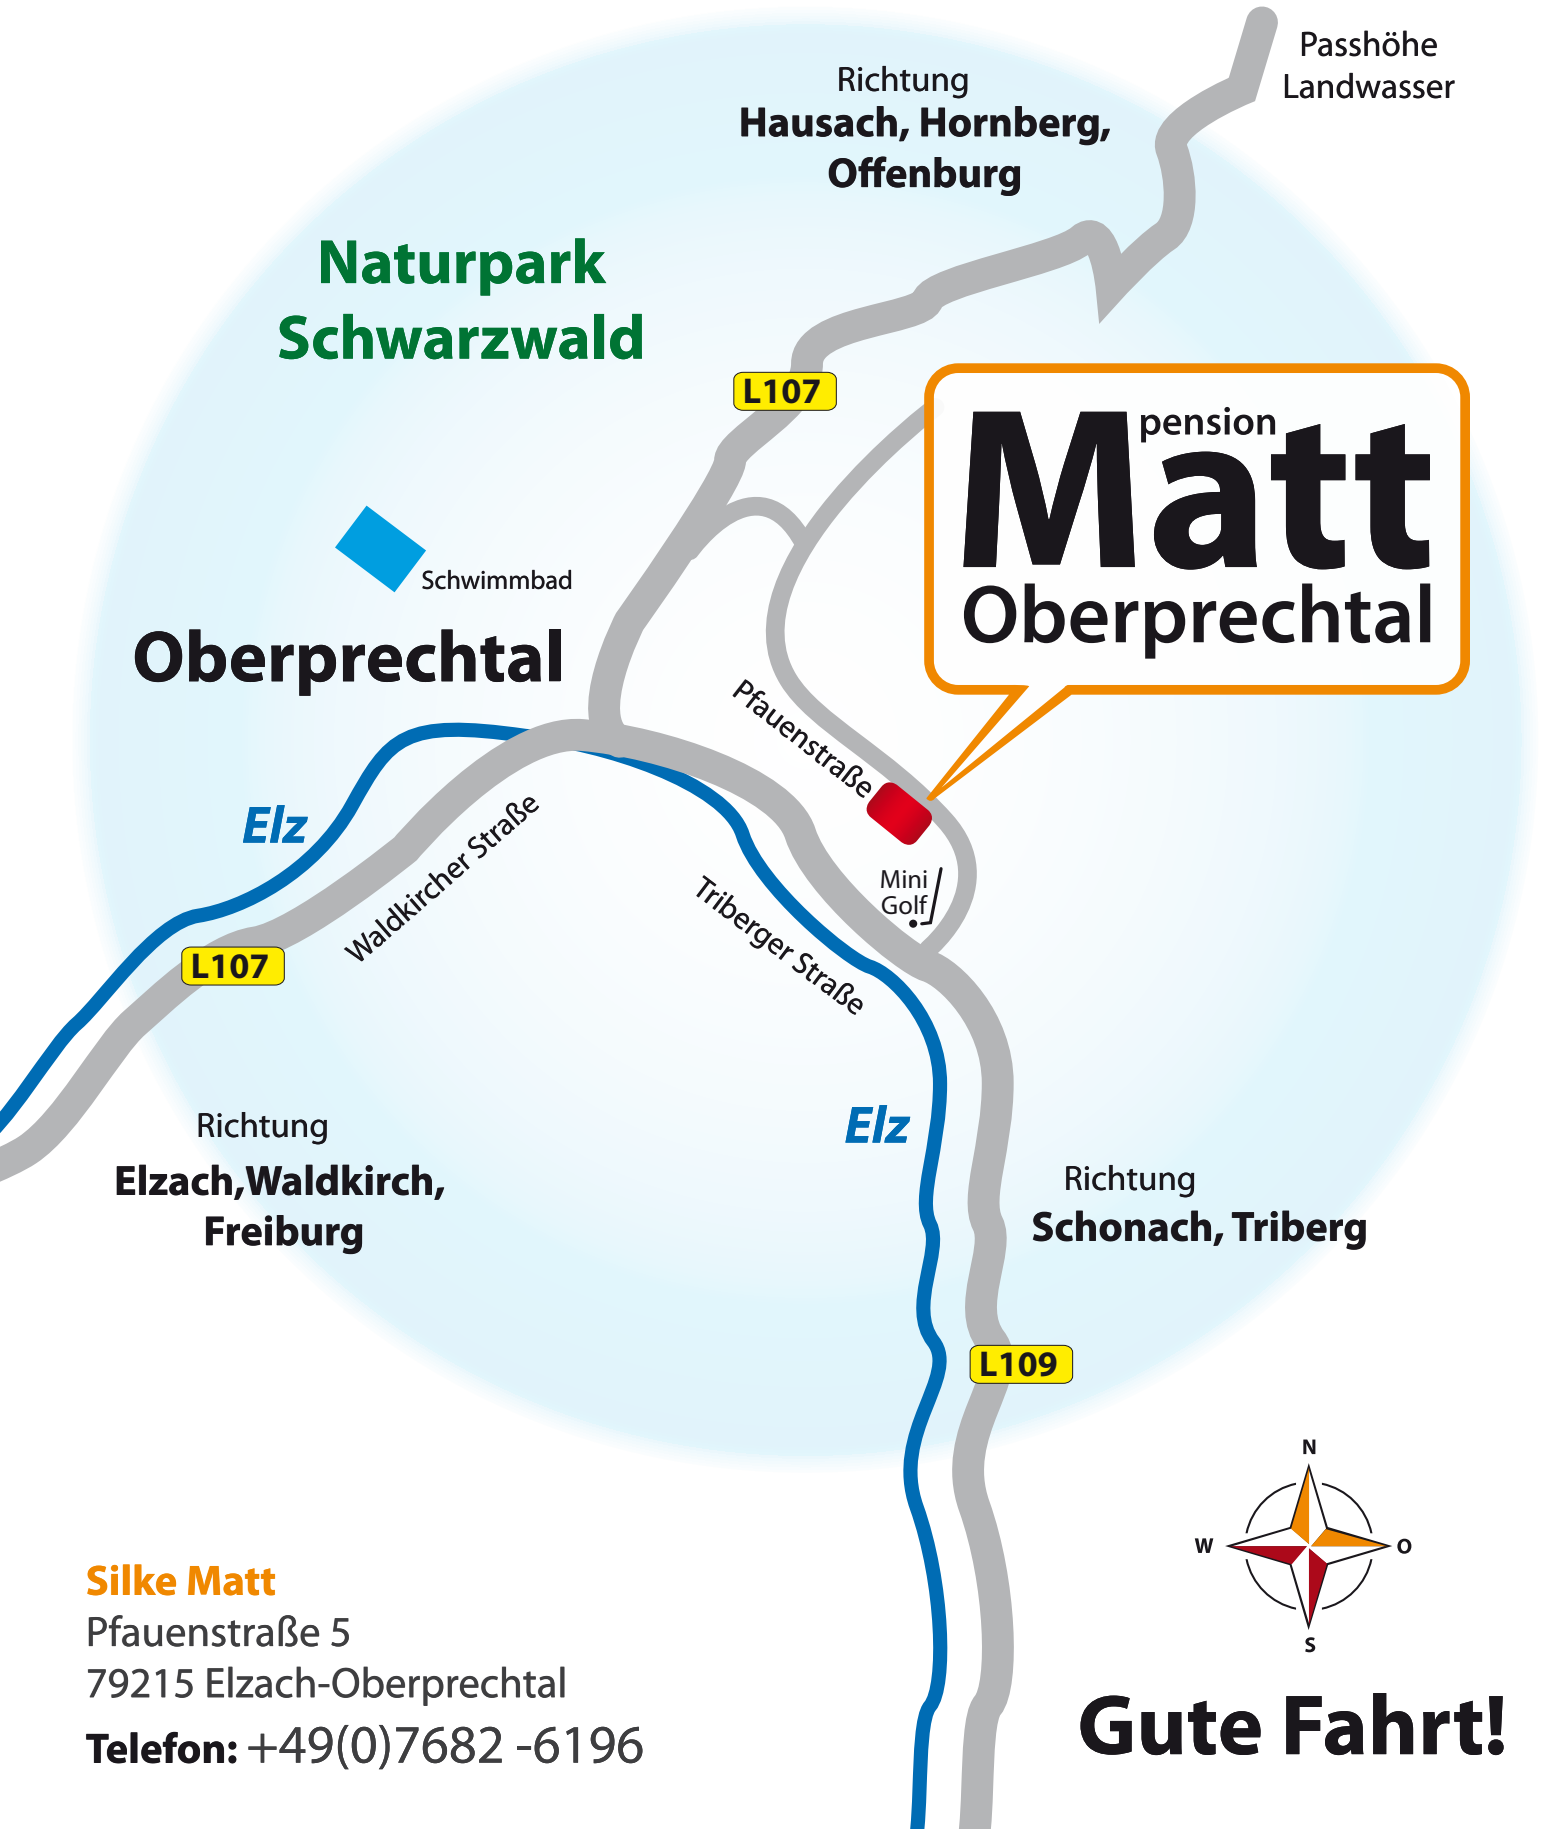 Passhöhe
Landwasser
Richtung
Hausach, Hornberg,
Offenburg
Naturpark
Schwarzwald
L107
pension
Matt
Oberprechtal
Schwimmbad
Oberprechtal
Pfauenstraße
Elz
Waldkircher Straße
Mini
Golf
Triberger Straße
L107
Elz
Richtung
Elzach,Waldkirch,
Freiburg
Richtung
Schonach, Triberg
L109
N
W
O
S
Silke Matt
Pfauenstraße 5
79215 Elzach-Oberprechtal
Telefon: +49(0)7682 -6196
Gute Fahrt!